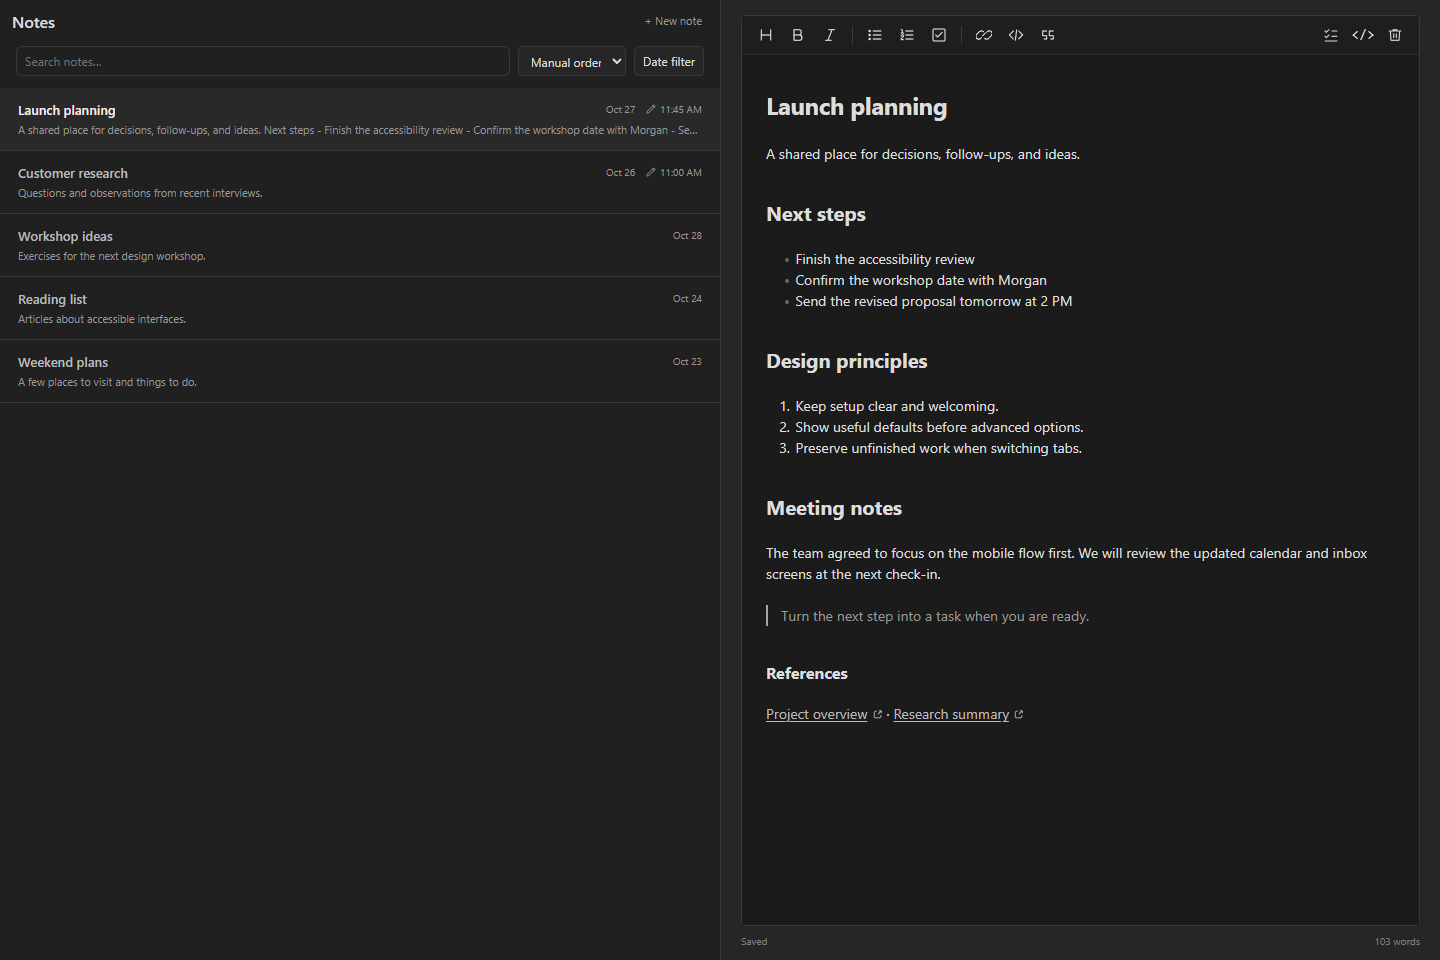 Notes
+ New note
Search notes...
Manual order
Date filter
Launch planning
Oct 27
11:45 AM
A shared place for decisions, follow-ups, and ideas. Next steps - Finish the accessibility review - Confirm the workshop date with Morgan - Se...
Customer research
Oct 26
11:00 AM
Questions and observations from recent interviews.
Workshop ideas
Oct 28
Exercises for the next design workshop.
Reading list
Oct 24
Articles about accessible interfaces.
Weekend plans
Oct 23
A few places to visit and things to do.
Launch planning
A shared place for decisions, follow-ups, and ideas.
Next steps
• Finish the accessibility review
• Confirm the workshop date with Morgan
• Send the revised proposal tomorrow at 2 PM
Design principles
1. Keep setup clear and welcoming.
2. Show useful defaults before advanced options.
3. Preserve unfinished work when switching tabs.
Meeting notes
The team agreed to focus on the mobile flow first. We will review the updated calendar and inbox
screens at the next check-in.
Turn the next step into a task when you are ready.
References
Project overview · Research summary
Saved
103 words